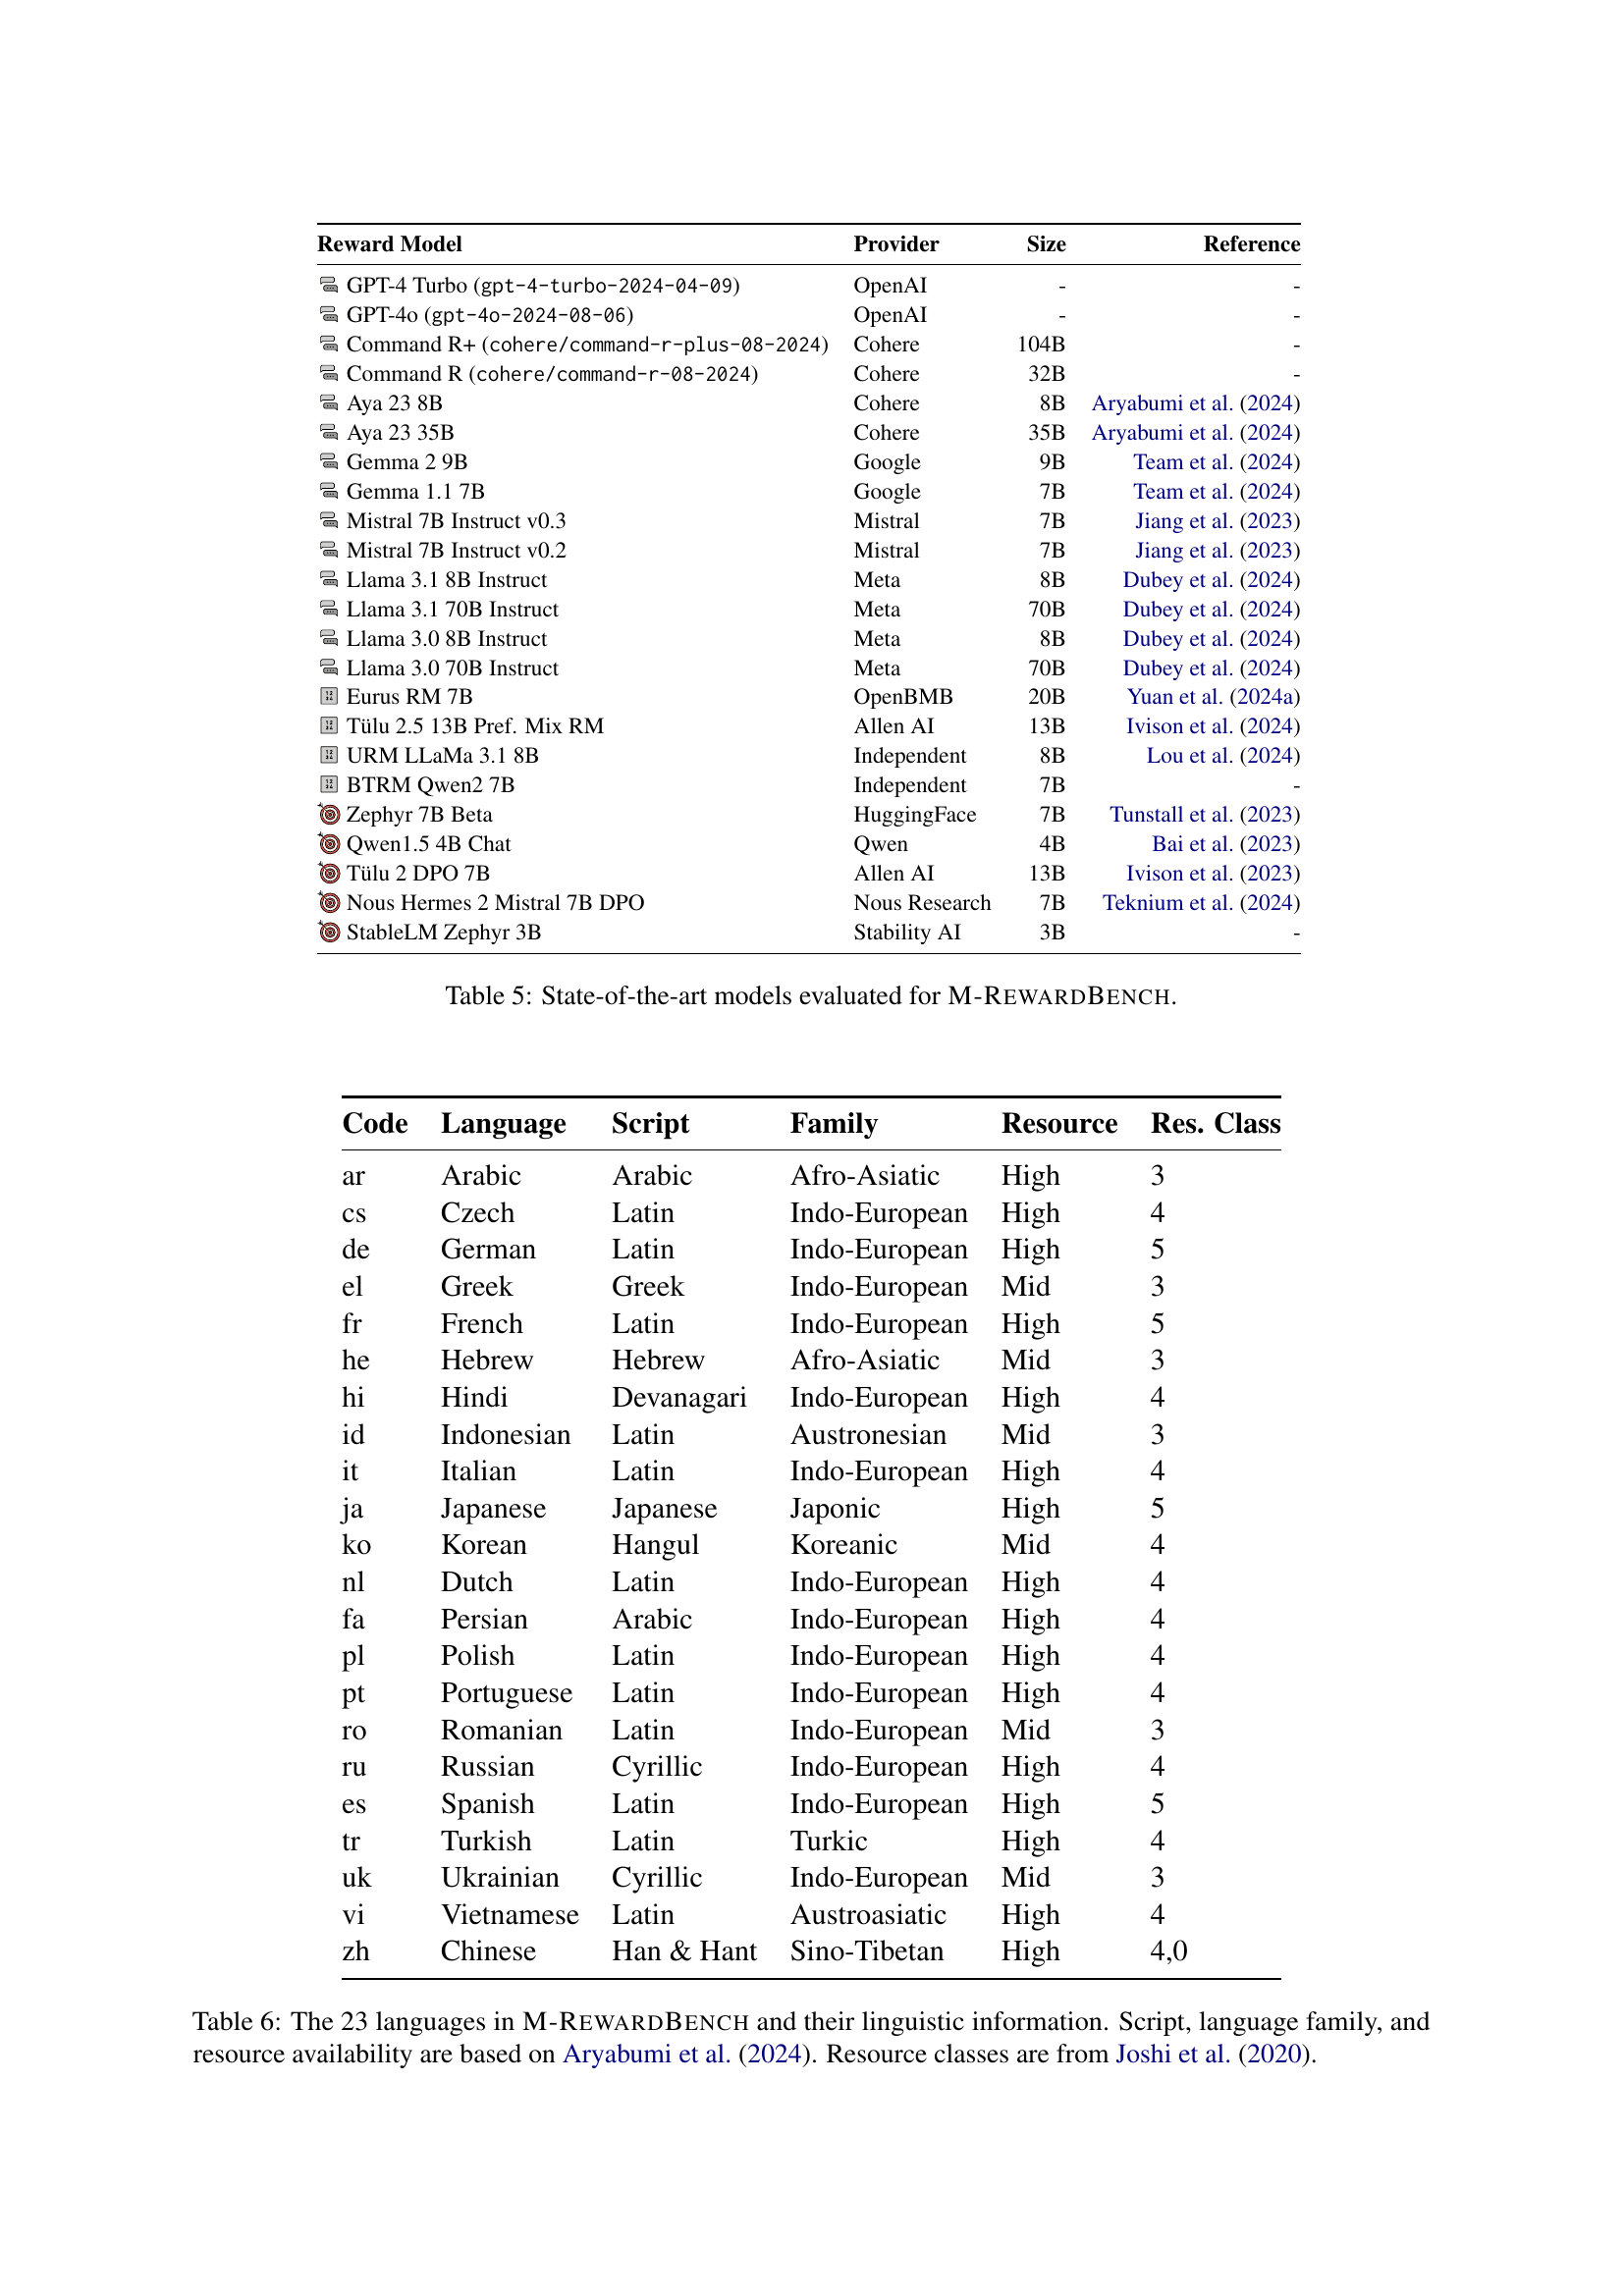 Reward Model Provider Size Reference
GPT-4 Turbo (gpt-4-turbo-2024-04-09) OpenAI - -
GPT-4o (gpt-4o-2024-08-06) OpenAI - -
Command R+ (cohere/command-r-plus-08-2024) Cohere 104B -
Command R (cohere/command-r-08-2024) Cohere 32B -
Aya 23 8B Cohere 8B Aryabumi et al. (2024)
Aya 23 35B Cohere 35B Aryabumi et al. (2024)
Gemma 2 9B Google 9B Team et al. (2024)
Gemma 1.1 7B Google 7B Team et al. (2024)
Mistral 7B Instruct v0.3 Mistral 7B Jiang et al. (2023)
Mistral 7B Instruct v0.2 Mistral 7B Jiang et al. (2023)
Llama 3.1 8B Instruct Meta 8B Dubey et al. (2024)
Llama 3.1 70B Instruct Meta 70B Dubey et al. (2024)
Llama 3.0 8B Instruct Meta 8B Dubey et al. (2024)
Llama 3.0 70B Instruct Meta 70B Dubey et al. (2024)
Eurus RM 7B OpenBMB 20B Yuan et al. (2024a)
Tülu 2.5 13B Pref. Mix RM Allen AI 13B Ivison et al. (2024)
URM LLaMa 3.1 8B Independent 8B Lou et al. (2024)
BTRM Qwen2 7B Independent 7B -
Zephyr 7B Beta HuggingFace 7B Tunstall et al. (2023)
Qwen1.5 4B Chat Qwen 4B Bai et al. (2023)
Tülu 2 DPO 7B Allen AI 13B Ivison et al. (2023)
Nous Hermes 2 Mistral 7B DPO Nous Research 7B Teknium et al. (2024)
StableLM Zephyr 3B Stability AI 3B -
Table 5: State-of-the-art models evaluated for M-REWARDBENCH.
Code Language Script Family Resource Res. Class
ar Arabic Arabic Afro-Asiatic High 3
cs Czech Latin Indo-European High 4
de German Latin Indo-European High 5
el Greek Greek Indo-European Mid 3
fr French Latin Indo-European High 5
he Hebrew Hebrew Afro-Asiatic Mid 3
hi Hindi Devanagari Indo-European High 4
id Indonesian Latin Austronesian Mid 3
it Italian Latin Indo-European High 4
ja Japanese Japanese Japonic High 5
ko Korean Hangul Koreanic Mid 4
nl Dutch Latin Indo-European High 4
fa Persian Arabic Indo-European High 4
pl Polish Latin Indo-European High 4
pt Portuguese Latin Indo-European High 4
ro Romanian Latin Indo-European Mid 3
ru Russian Cyrillic Indo-European High 4
es Spanish Latin Indo-European High 5
tr Turkish Latin Turkic High 4
uk Ukrainian Cyrillic Indo-European Mid 3
vi Vietnamese Latin Austroasiatic High 4
zh Chinese Han & Hant Sino-Tibetan High 4,0
Table 6: The 23 languages in M-REWARDBENCH and their linguistic information. Script, language family, and
resource availability are based on Aryabumi et al. (2024). Resource classes are from Joshi et al. (2020).